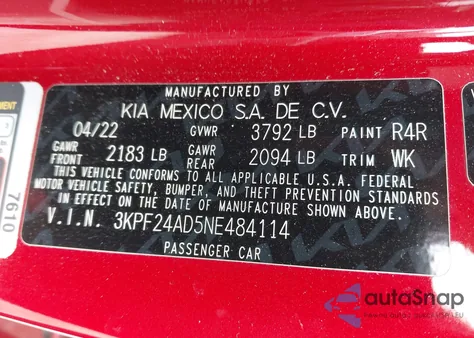 MANUFACTURED BY
KIA MEXICO S.A. DE C.V.
04/22 GVWR 3792 LB PAINT R4R
GAWR FRONT 2183 LB GAWR REAR 2094 LB TRIM WK
THIS VEHICLE CONFORMS TO ALL APPLICABLE U.S.A. FEDERAL
MOTOR VEHICLE SAFETY, BUMPER, AND THEFT PREVENTION STANDARDS
IN EFFECT ON THE DATE OF MANUFACTURE SHOWN ABOVE.
V.I.N. 3KPF24AD5NE484114
PASSENGER CAR
7610
autoSnap